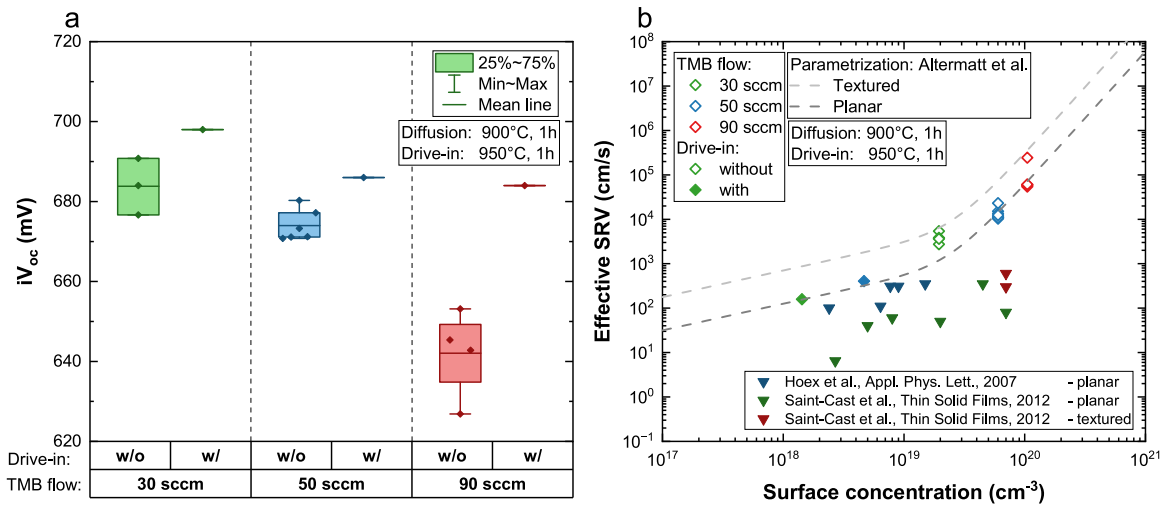 a
720
700
680
660
640
620
iVoc (mV)
25%~75%
Min~Max
Mean line
Diffusion: 900°C, 1h
Drive-in: 950°C, 1h
Drive-in:
w/o
w/
w/o
w/
w/o
w/
TMB flow:
30 sccm
50 sccm
90 sccm
b
10^8
10^7
10^6
10^5
10^4
10^3
10^2
10^1
10^0
10^-1
Effective SRV (cm/s)
TMB flow:
30 sccm
50 sccm
90 sccm
Drive-in:
without
with
Parametrization: Altermatt et al.
Textured
Planar
Diffusion: 900°C, 1h
Drive-in: 950°C, 1h
Hoex et al., Appl. Phys. Lett., 2007 - planar
Saint-Cast et al., Thin Solid Films, 2012 - planar
Saint-Cast et al., Thin Solid Films, 2012 - textured
10^17
10^18
10^19
10^20
10^21
Surface concentration (cm^-3)